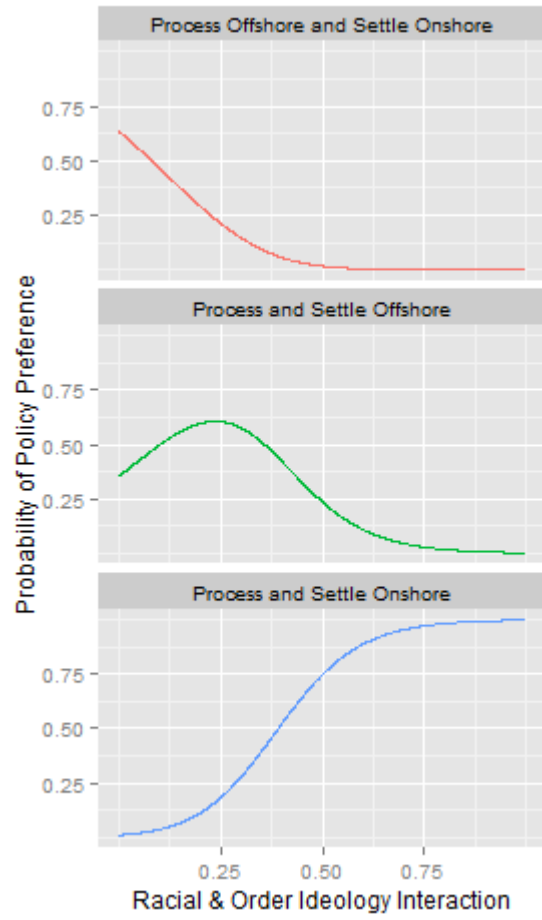 Process Offshore and Settle Onshore
0.75
0.50
0.25
Process and Settle Offshore
0.75
0.50
0.25
Probability of Policy Preference
Process and Settle Onshore
0.75
0.50
0.25
0.25 0.50 0.75
Racial & Order Ideology Interaction